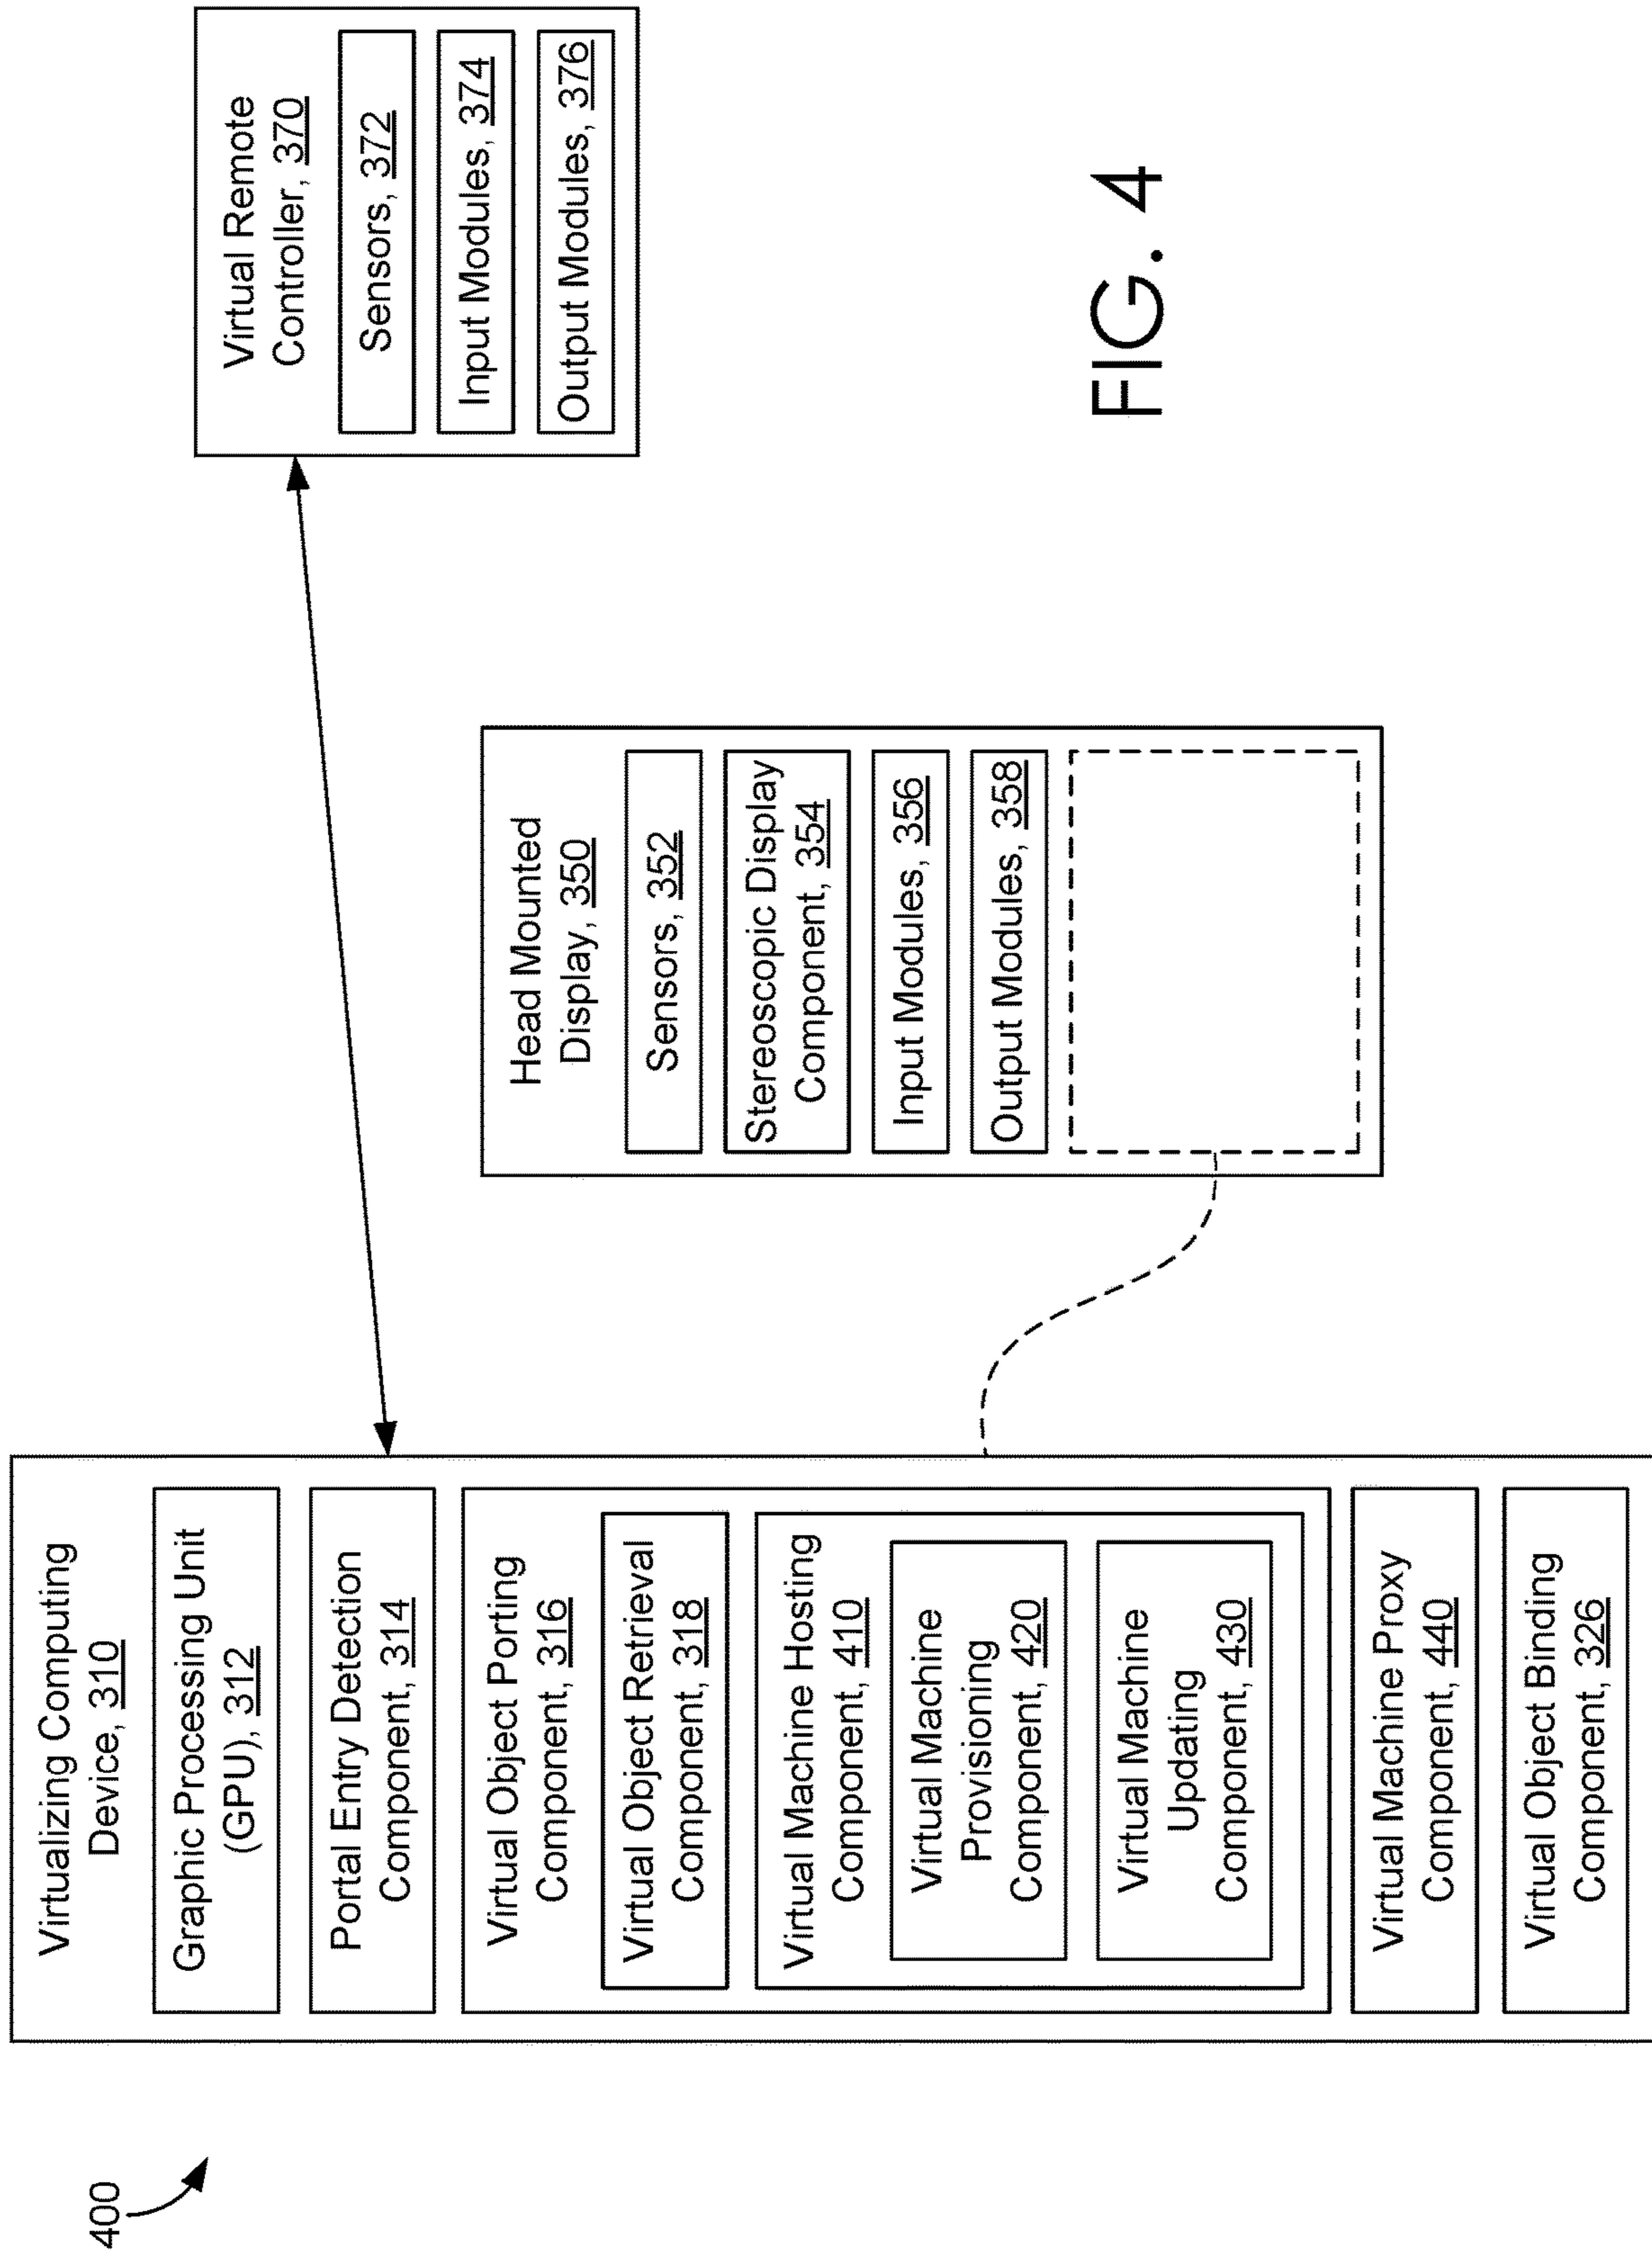 400
Virtualizing Computing
Device, 310
Graphic Processing Unit
(GPU), 312
Portal Entry Detection
Component, 314
Virtual Object Porting
Component, 316
Virtual Object Retrieval
Component, 318
Virtual Machine Hosting
Component, 410
Virtual Machine
Provisioning
Component, 420
Virtual Machine
Updating
Component, 430
Virtual Machine Proxy
Component, 440
Virtual Object Binding
Component, 326
Head Mounted
Display, 350
Sensors, 352
Stereoscopic Display
Component, 354
Input Modules, 356
Output Modules, 358
Virtual Remote
Controller, 370
Sensors, 372
Input Modules, 374
Output Modules, 376
FIG. 4